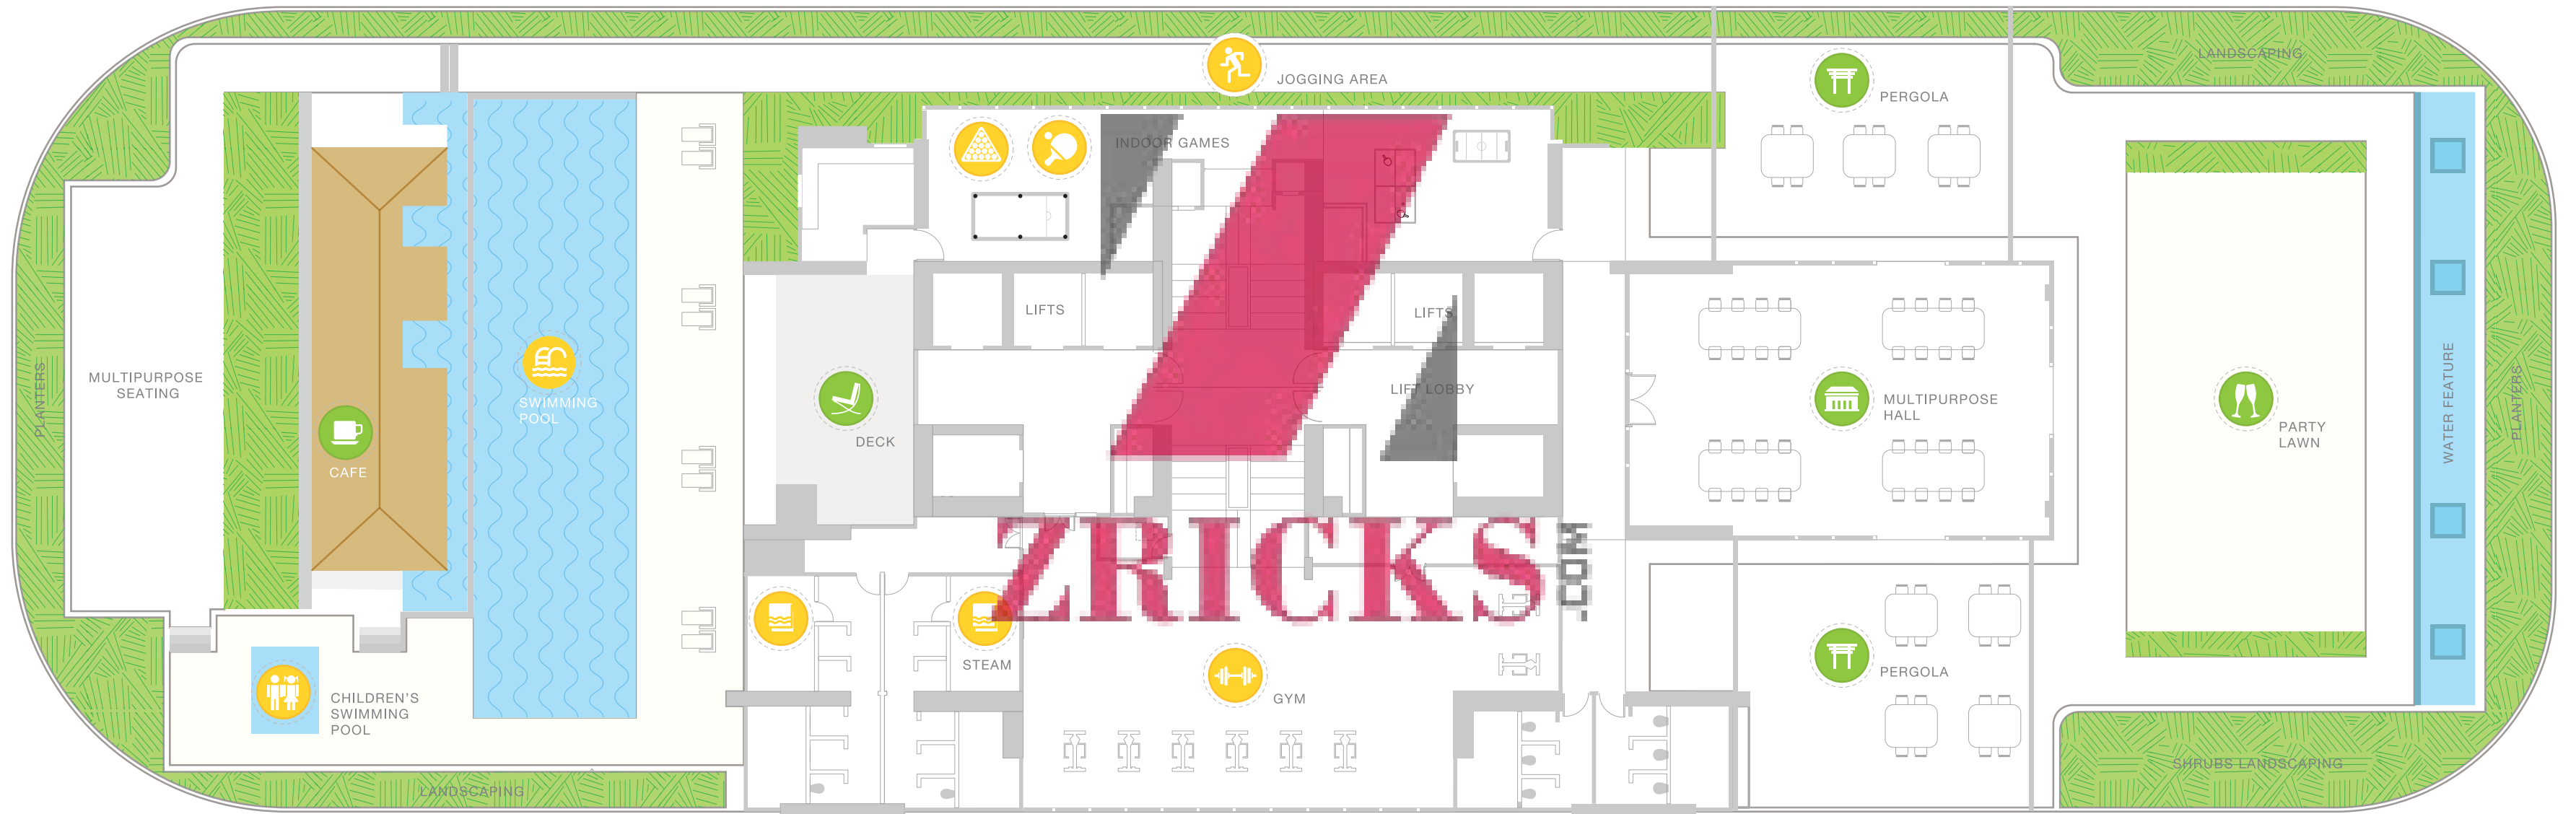 LANDSCAPING
JOGGING AREA
PERGOLA
INDOOR GAMES
LIFTS
LIFTS
LIFT LOBBY
PLANTERS
MULTIPURPOSE
SEATING
CAFE
SWIMMING
POOL
DECK
MULTIPURPOSE
HALL
PARTY
LAWN
WATER FEATURE
PLANTERS
ZRICKS
.COM
STEAM
GYM
PERGOLA
CHILDREN'S
SWIMMING
POOL
LANDSCAPING
SHRUBS LANDSCAPING